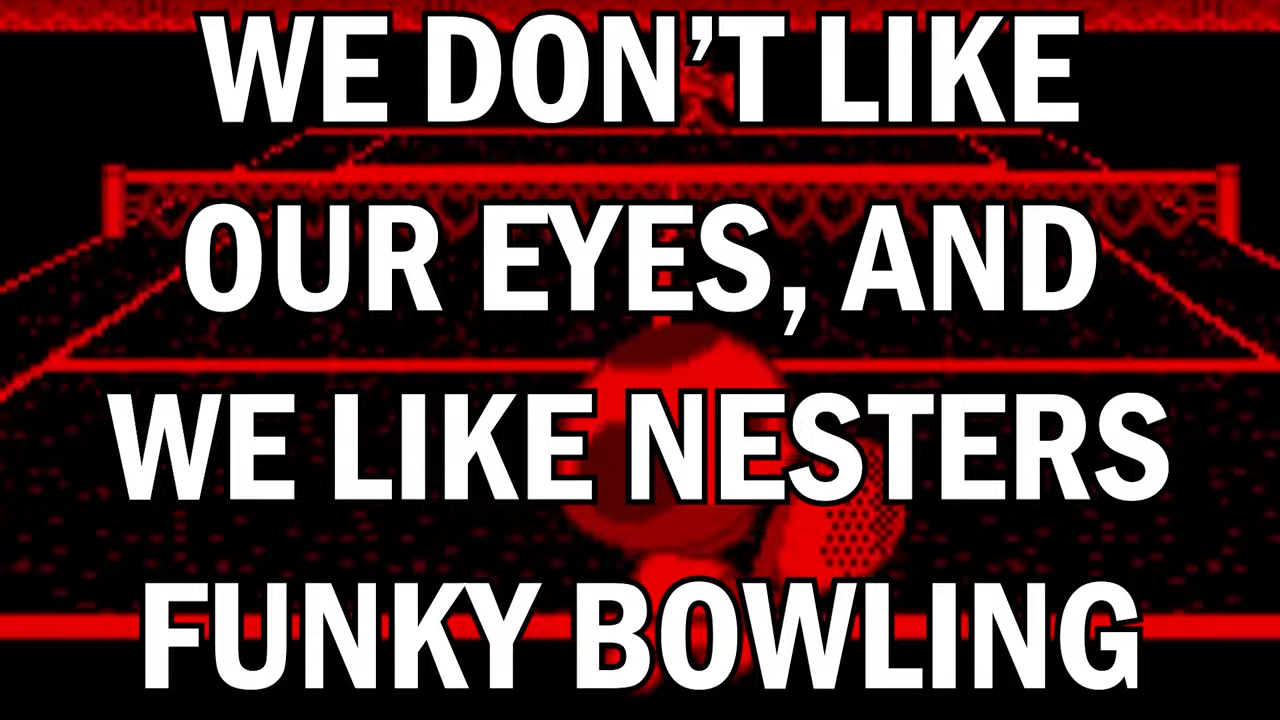 WE DON’T LIKE
OUR EYES, AND
WE LIKE NESTERS
FUNKY BOWLING